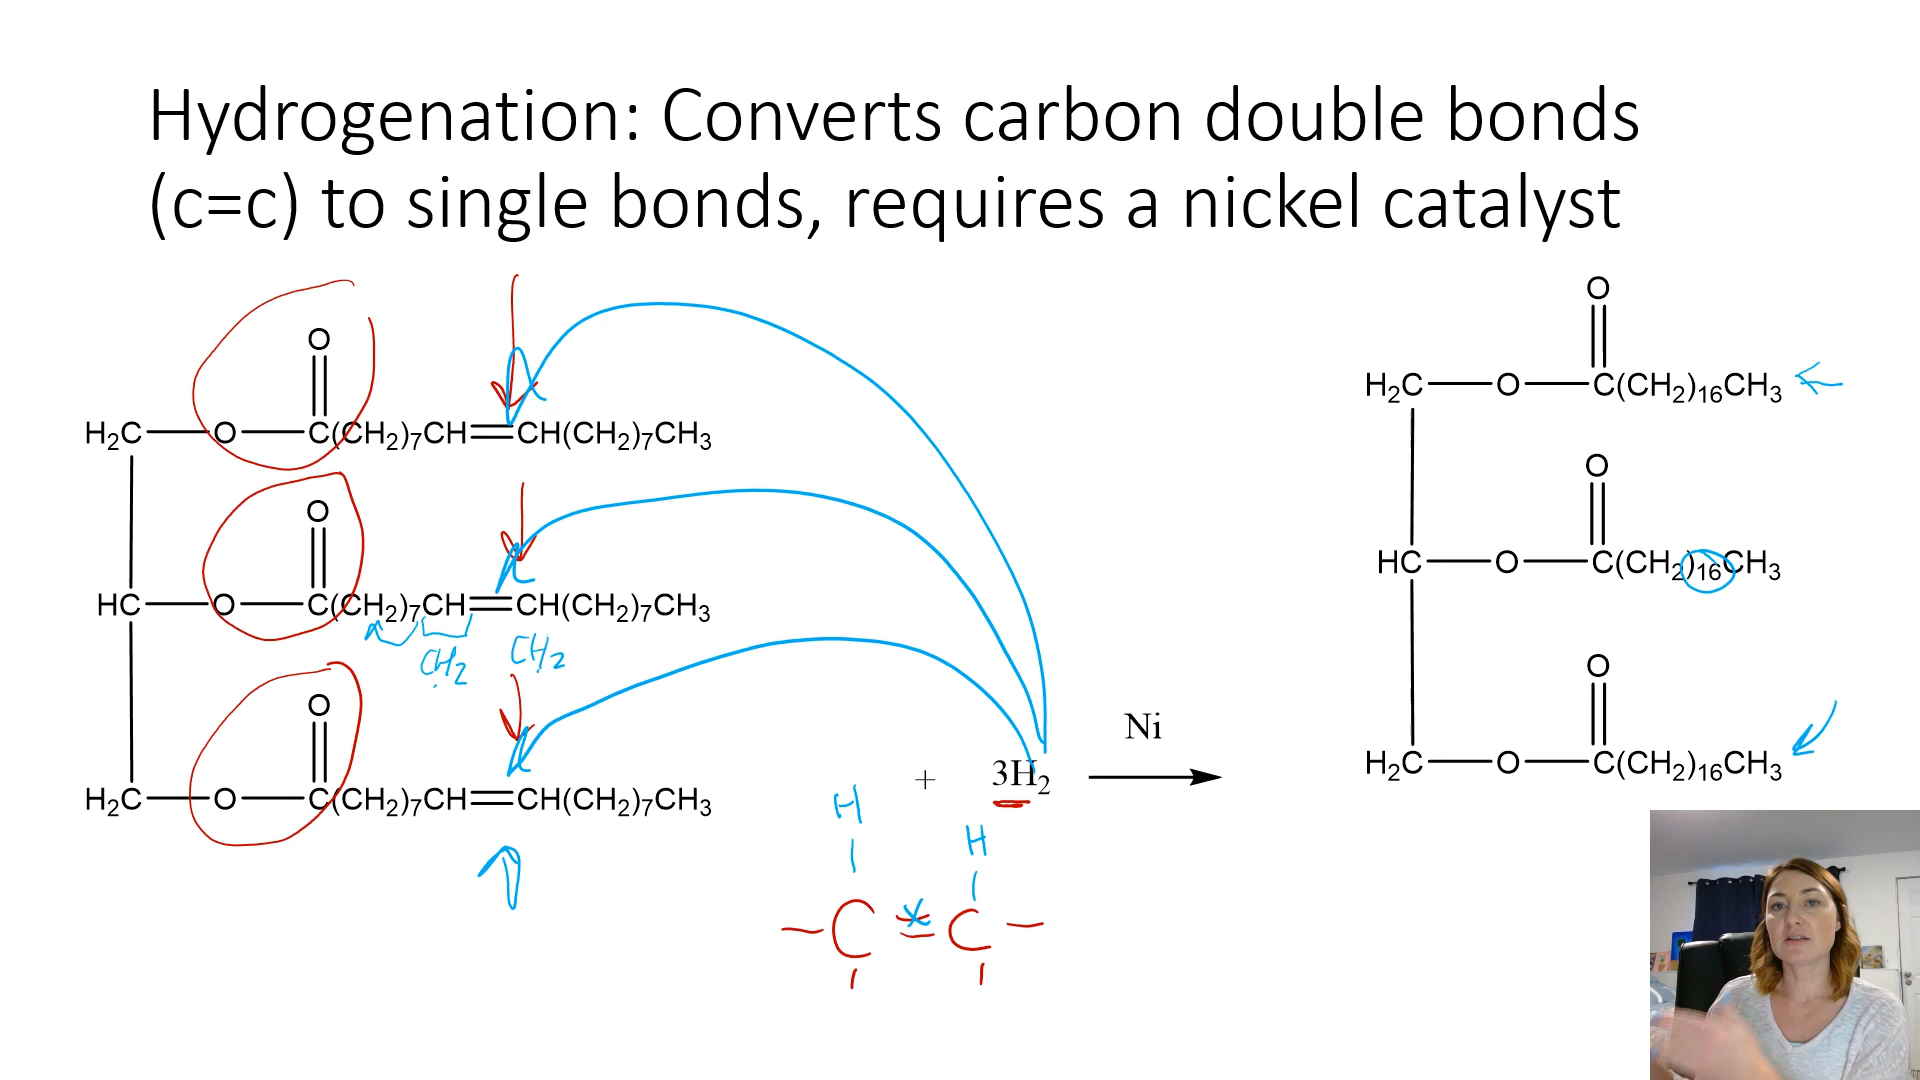 Hydrogenation: Converts carbon double bonds
(c=c) to single bonds, requires a nickel catalyst
O
H₂C—O—C(CH₂)₇CH=CH(CH₂)₇CH₃
O
HC—O—C(CH₂)₇CH=CH(CH₂)₇CH₃
CH₂ CH₂
O
H₂C—O—C(CH₂)₇CH=CH(CH₂)₇CH₃
+ 3H₂
Ni
H H
C = C
O
H₂C—O—C(CH₂)₁₆CH₃
O
HC—O—C(CH₂)₁₆CH₃
O
H₂C—O—C(CH₂)₁₆CH₃